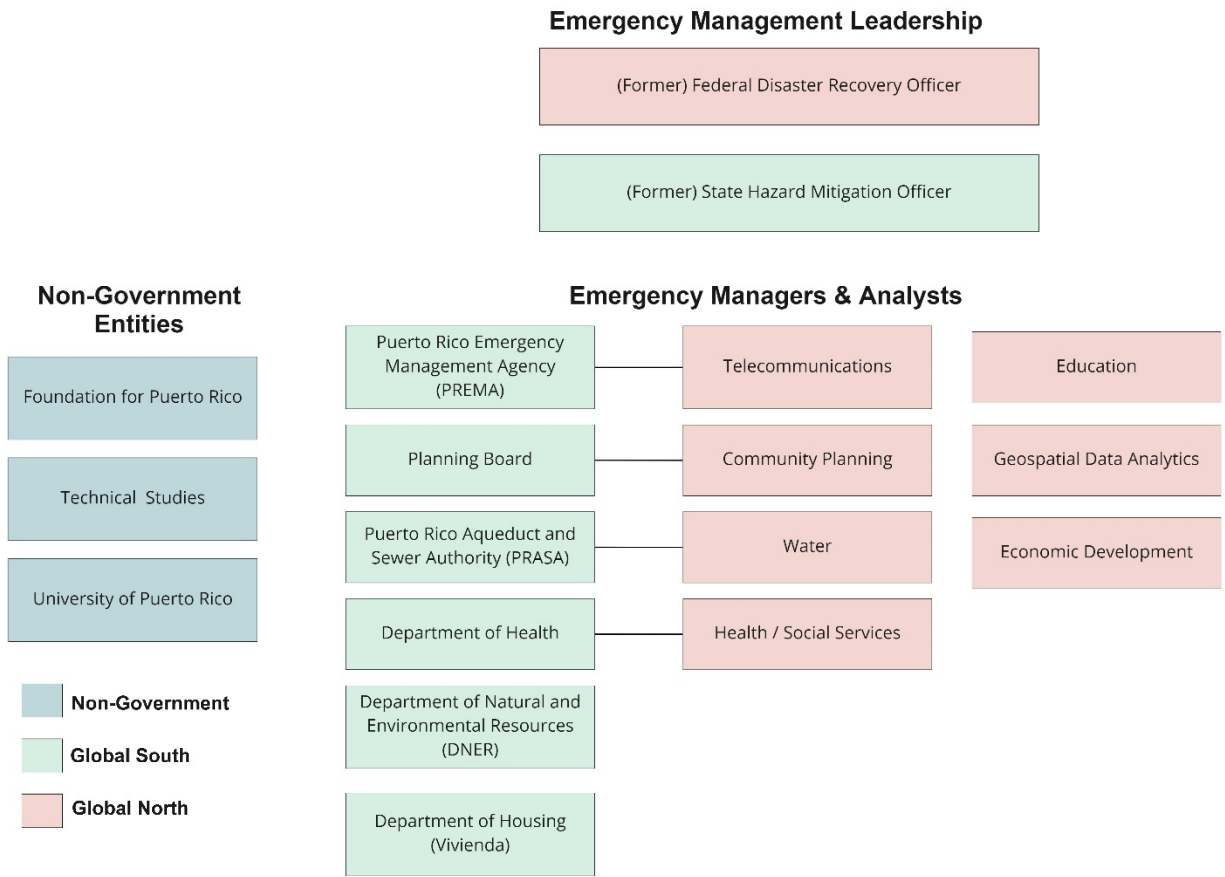 Emergency Management Leadership
(Former) Federal Disaster Recovery Officer
(Former) State Hazard Mitigation Officer
Non-Government
Entities
Foundation for Puerto Rico
Technical Studies
University of Puerto Rico
Emergency Managers & Analysts
Puerto Rico Emergency
Management Agency
(PREMA)
Telecommunications
Education
Planning Board
Community Planning
Geospatial Data Analytics
Puerto Rico Aqueduct and
Sewer Authority (PRASA)
Water
Economic Development
Department of Health
Health / Social Services
Department of Natural and
Environmental Resources
(DNER)
Department of Housing
(Vivienda)
Non-Government
Global South
Global North